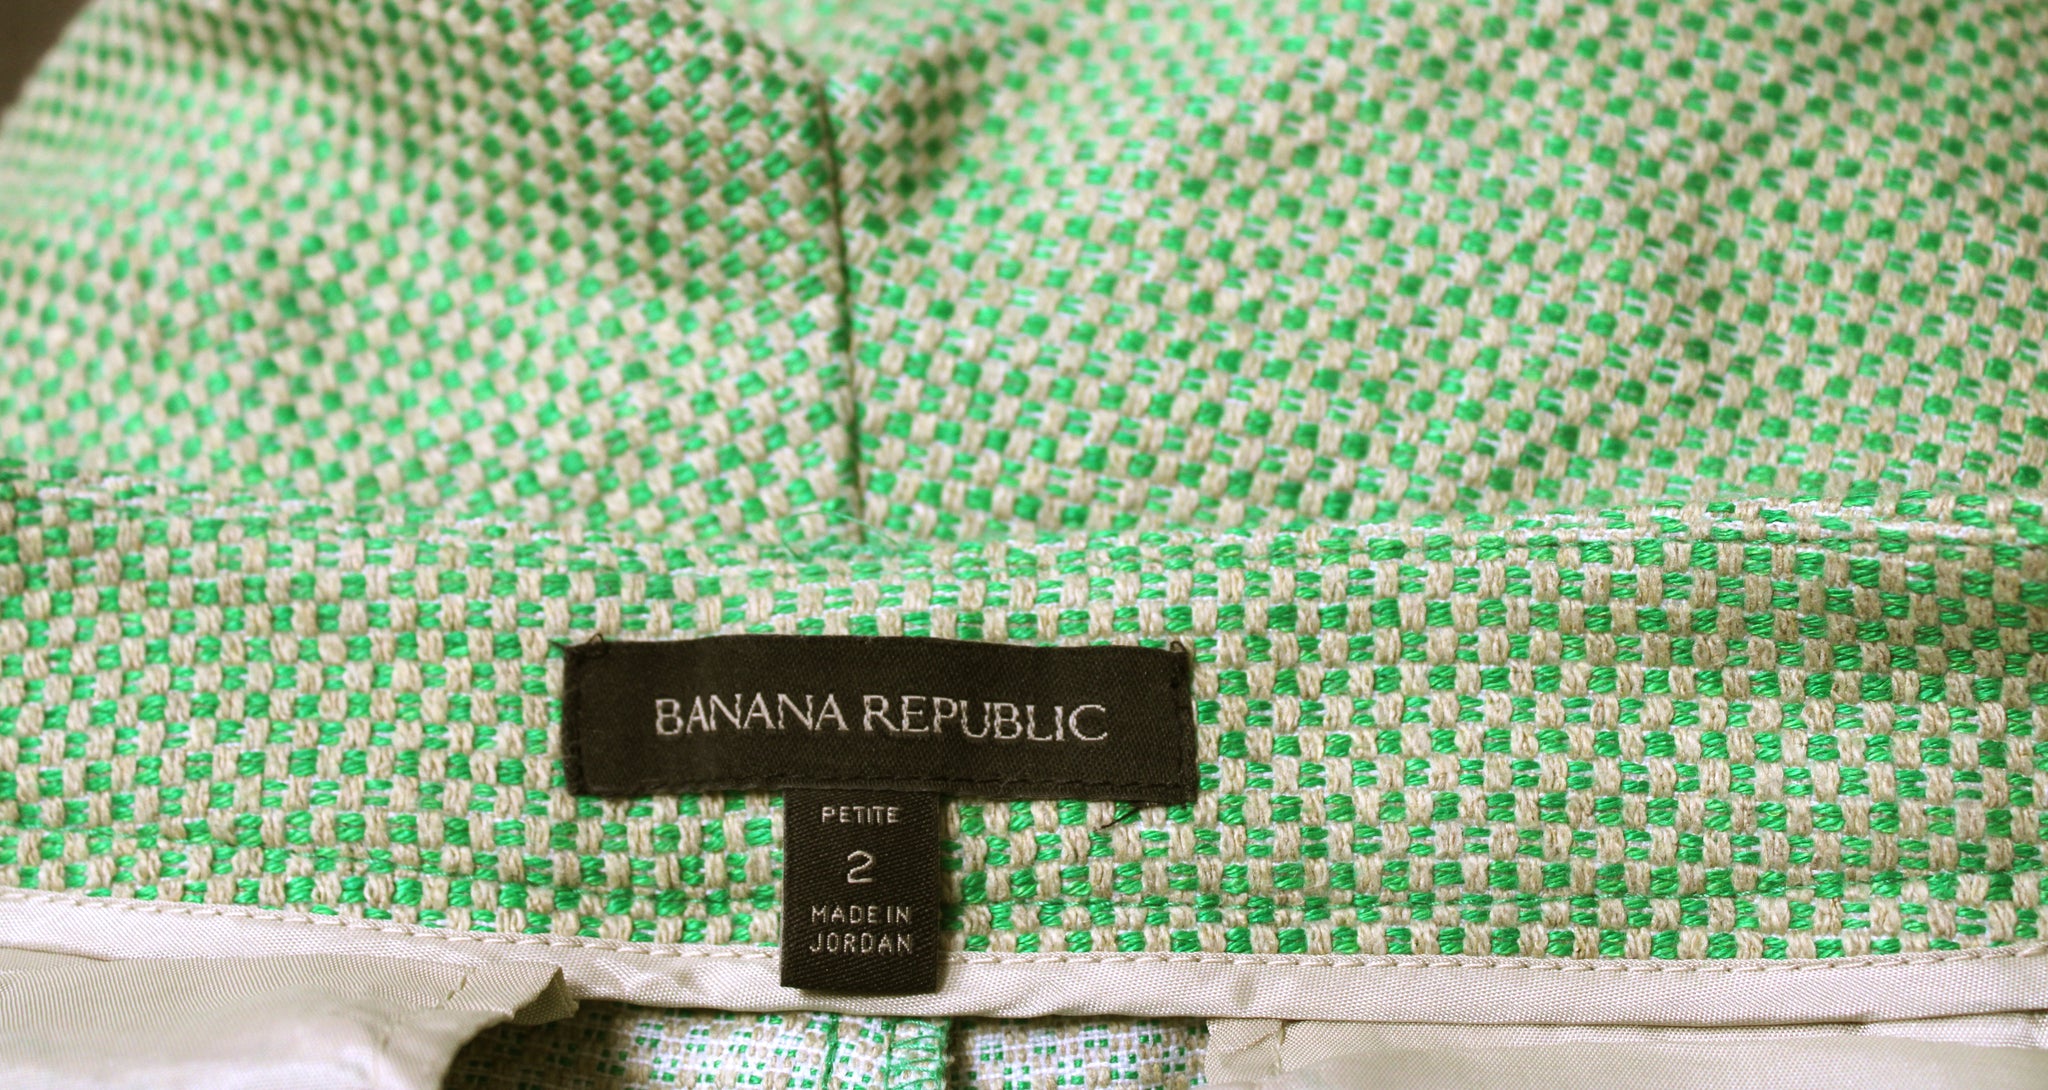 BANANA REPUBLIC
PETITE
2
MADE IN
JORDAN